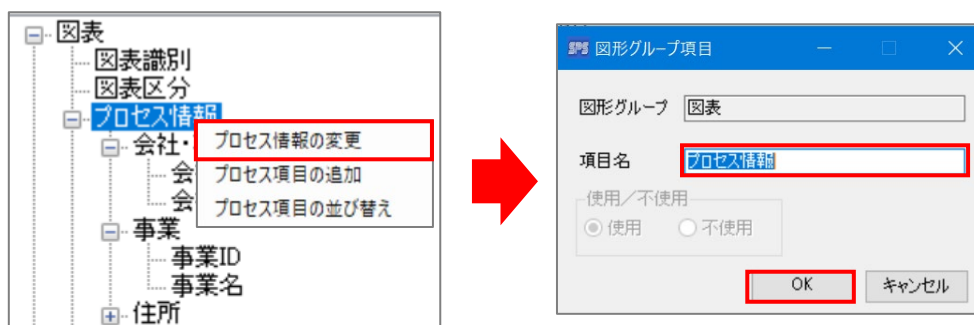 図表
図表識別
図表区分
プロセス情報
会社・
会
会
事業
事業ID
事業名
住所
プロセス情報の変更
プロセス項目の追加
プロセス項目の並び替え
SPS 図形グループ項目
図形グループ 図表
項目名 プロセス情報
使用／不使用
使用 不使用
OK キャンセル